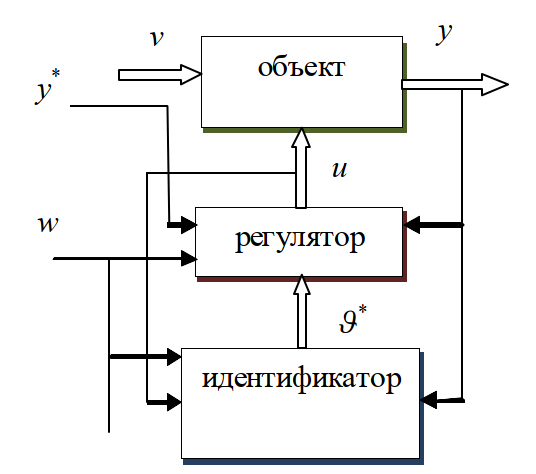 v
y
объект
y*
u
w
регулятор
ϑ*
идентификатор